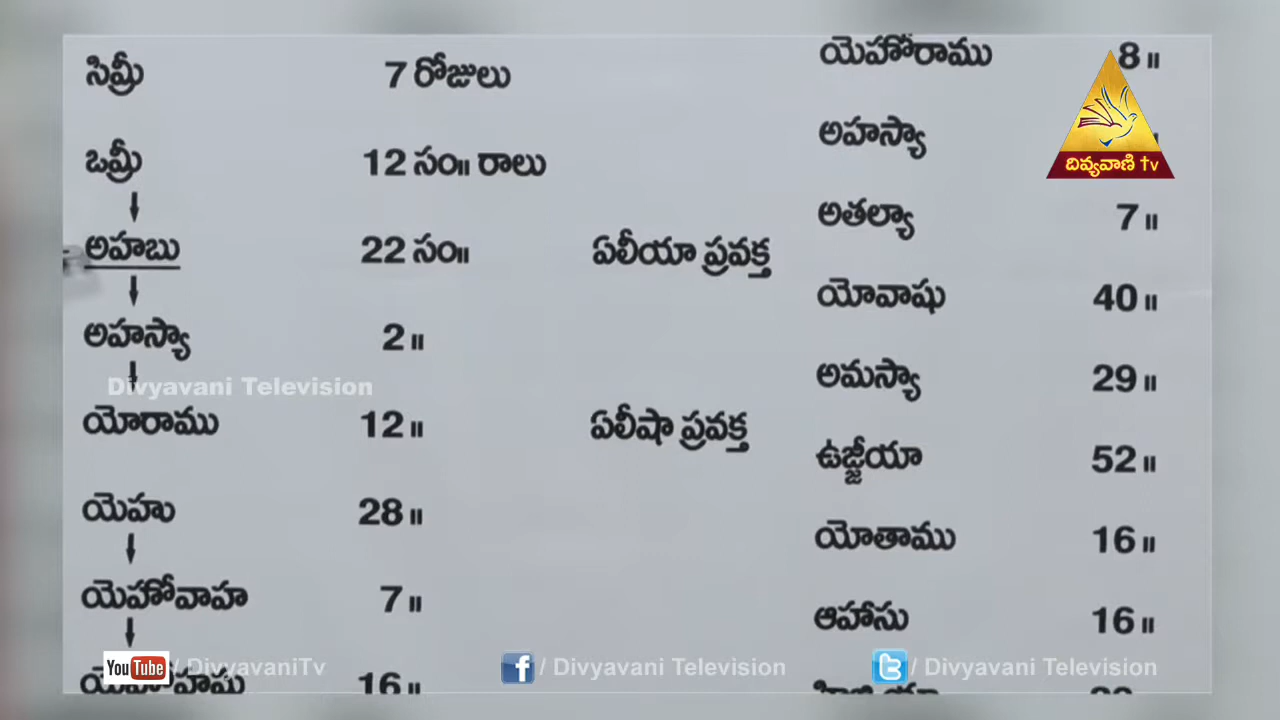 సిమ్రీ 7 రోజులు
ఒమ్రీ 12 సం॥ రాలు
అహబు 22 సం॥ ఏలీయా ప్రవక్త
అహస్యా 2 ॥
యోరాము 12 ॥ ఏలీషా ప్రవక్త
యెహు 28 ॥
యెహోవాహ 7 ॥
16 ॥
యెహోరాము 8 ॥
అహస్యా
అతల్యా 7 ॥
యోవాషు 40 ॥
అమస్యా 29 ॥
ఉజ్జీయా 52 ॥
యోతాము 16 ॥
ఆహాసు 16 ॥
దివ్యవాణి tv
Divyavani Television
YouTube / DivyavaniTv
f / Divyavani Television
/ Divyavani Television